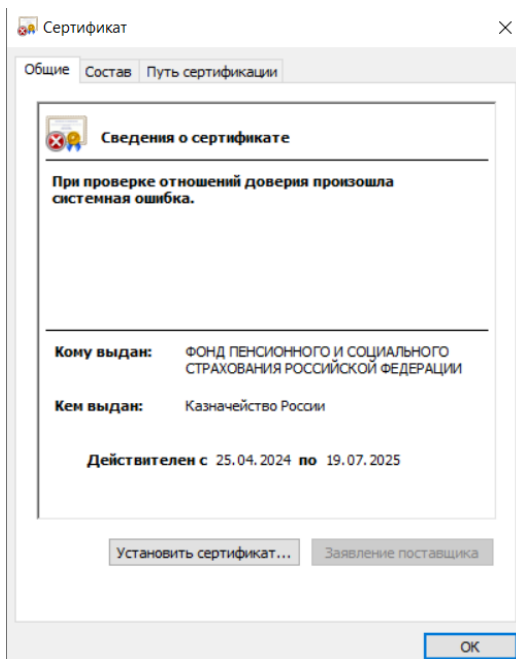 Сертификат
Общие Состав Путь сертификации
Сведения о сертификате
При проверке отношений доверия произошла
системная ошибка.
Кому выдан: ФОНД ПЕНСИОННОГО И СОЦИАЛЬНОГО
СТРАХОВАНИЯ РОССИЙСКОЙ ФЕДЕРАЦИИ
Кем выдан: Казначейство России
Действителен с 25.04.2024 по 19.07.2025
Установить сертификат... Заявление поставщика
ОК